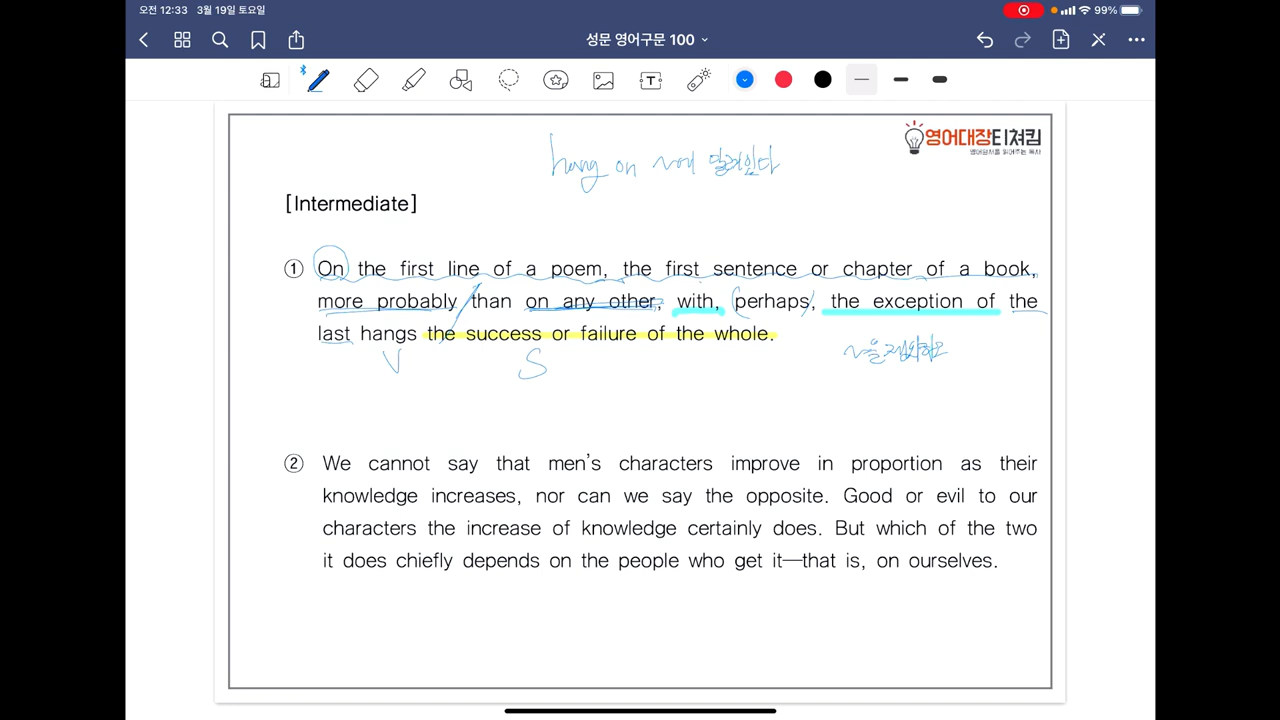 오전 12:33 3월 19일 토요일
99%
성문 영어구문 100
영어대장티쳐킴
hang on ~에 달려있다
[Intermediate]
① On the first line of a poem, the first sentence or chapter of a book,
more probably than on any other, with, perhaps, the exception of the
last hangs the success or failure of the whole.
V S ~을 제외하고
② We cannot say that men's characters improve in proportion as their
knowledge increases, nor can we say the opposite. Good or evil to our
characters the increase of knowledge certainly does. But which of the two
it does chiefly depends on the people who get it—that is, on ourselves.